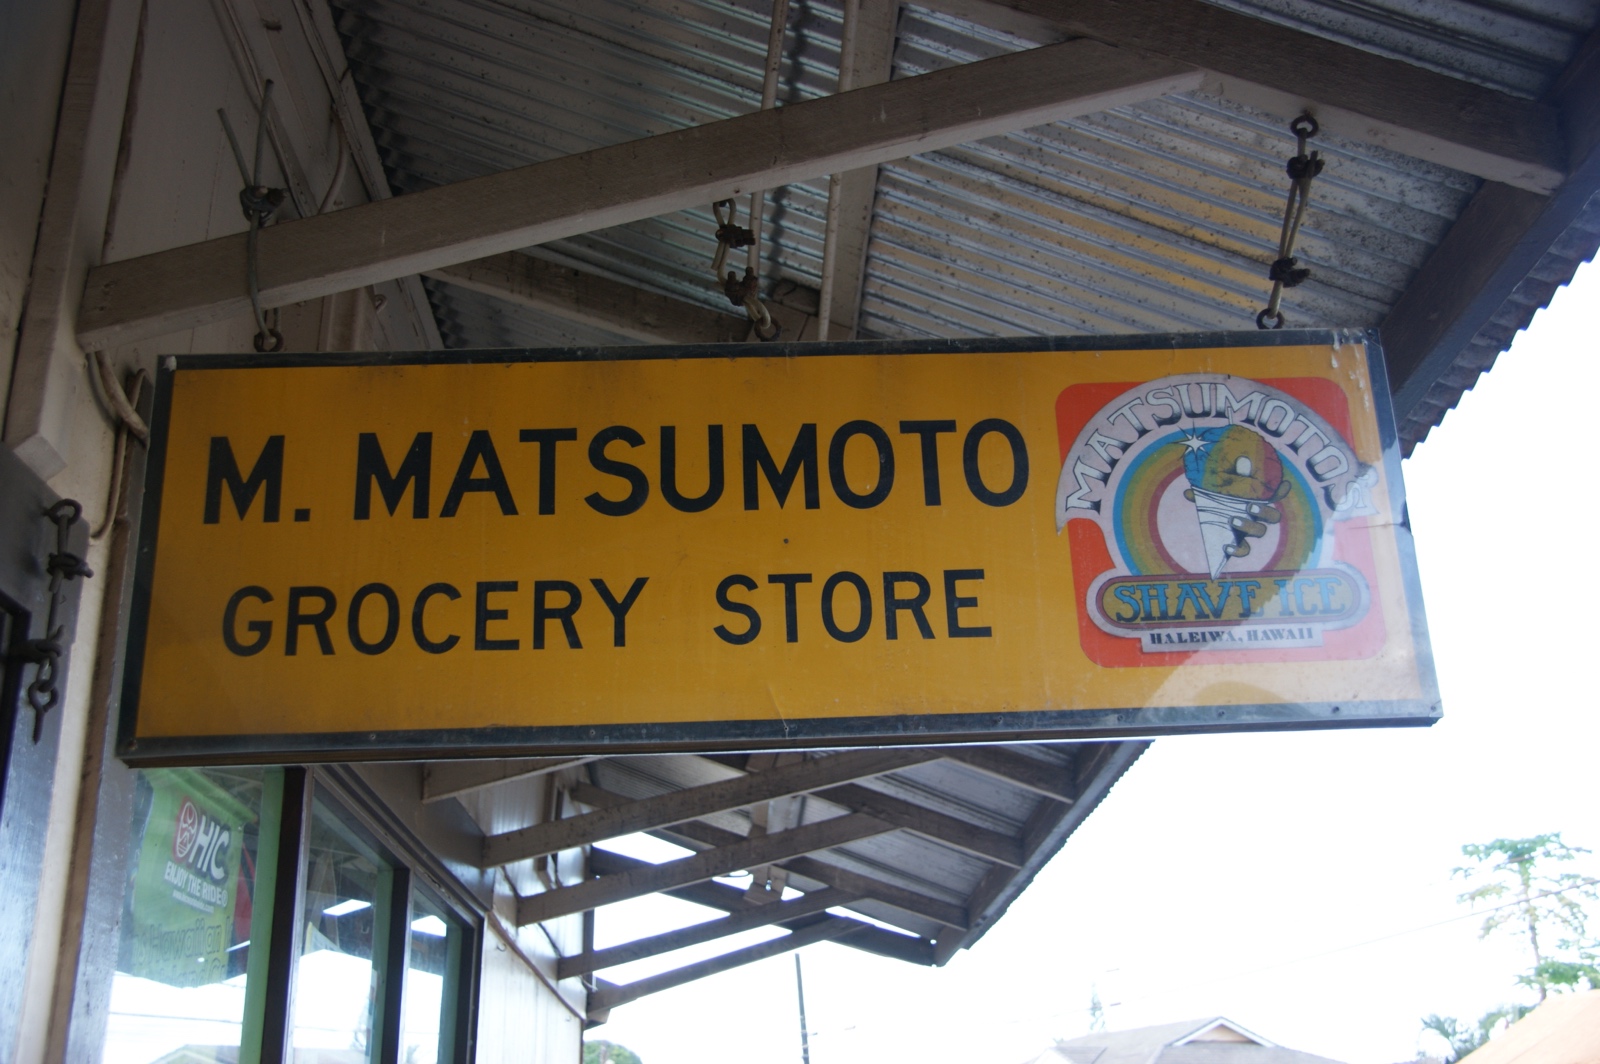 M. MATSUMOTO
GROCERY STORE
MATSUMOTO'S
SHAVE ICE
HALEIWA, HAWAII
HIC
ENJOY THE RIDE